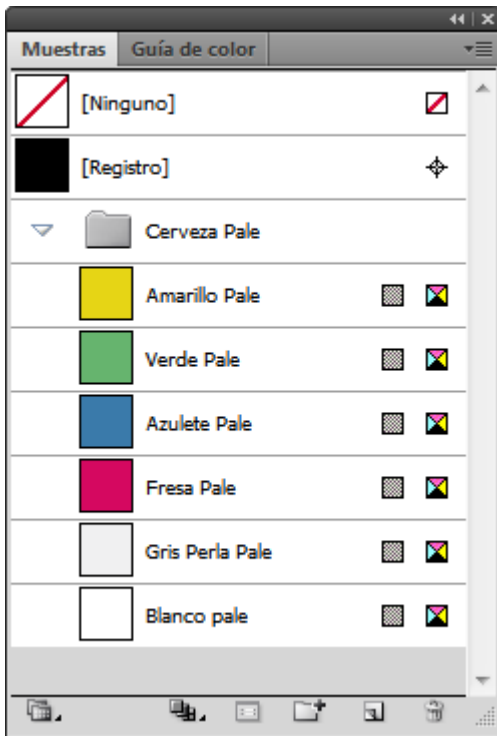 Muestras Guía de color
[Ninguno]
[Registro]
Cerveza Pale
Amarillo Pale
Verde Pale
Azulete Pale
Fresa Pale
Gris Perla Pale
Blanco pale